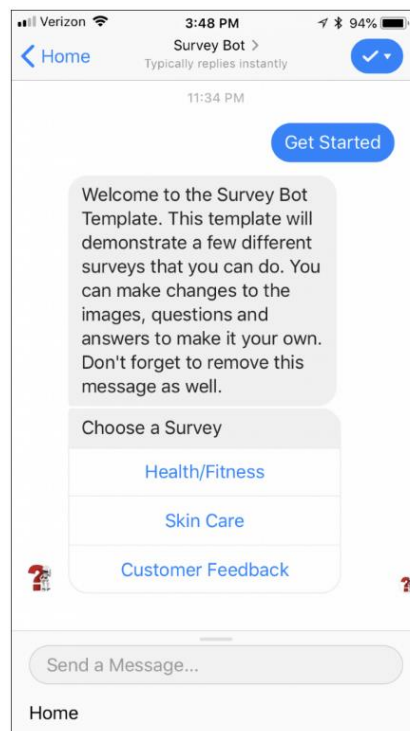 Verizon 3:48 PM 94%
Home
Survey Bot >
Typically replies instantly
11:34 PM
Get Started
Welcome to the Survey Bot
Template. This template will
demonstrate a few different
surveys that you can do. You
can make changes to the
images, questions and
answers to make it your own.
Don't forget to remove this
message as well.
Choose a Survey
Health/Fitness
Skin Care
Customer Feedback
?
?
Send a Message...
Home